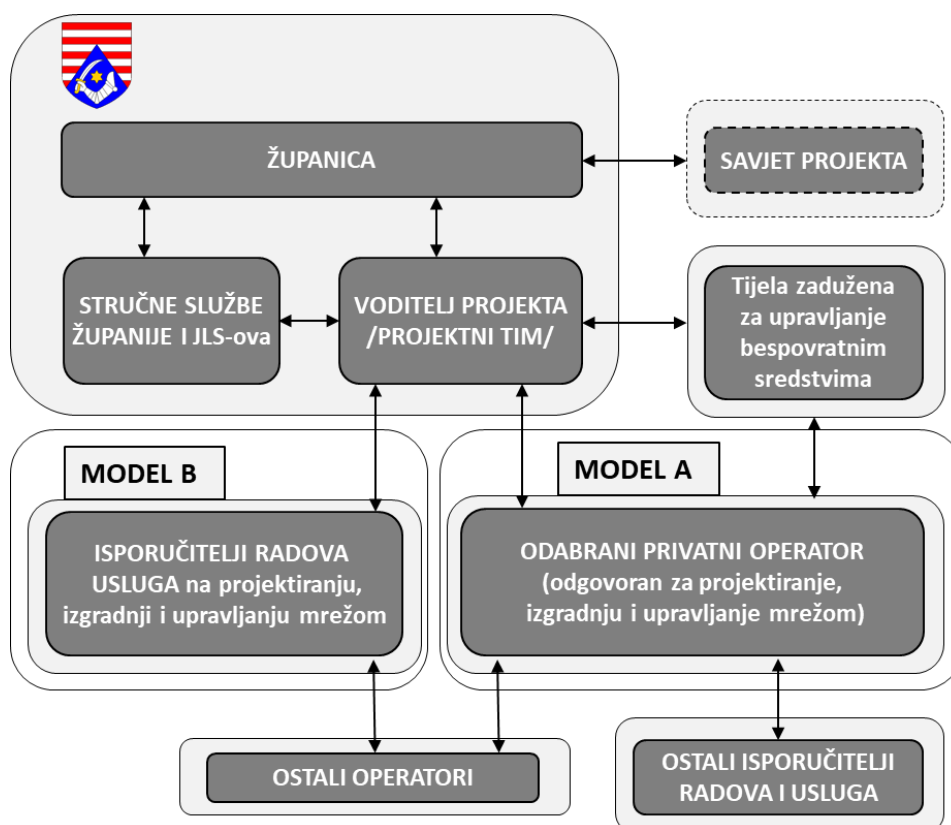 ŽUPANICA
SAVJET PROJEKTA
STRUČNE SLUŽBE
ŽUPANIJE I JLS-ova
VODITELJ PROJEKTA
/PROJEKTNI TIM/
Tijela zadužena
za upravljanje
bespovratnim
sredstvima
MODEL B
MODEL A
ISPORUČITELJI RADOVA
USLUGA na projektiranju,
izgradnji i upravljanju mrežom
ODABRANI PRIVATNI OPERATOR
(odgovoran za projektiranje,
izgradnju i upravljanje mrežom)
OSTALI OPERATORI
OSTALI ISPORUČITELJI
RADOVA I USLUGA